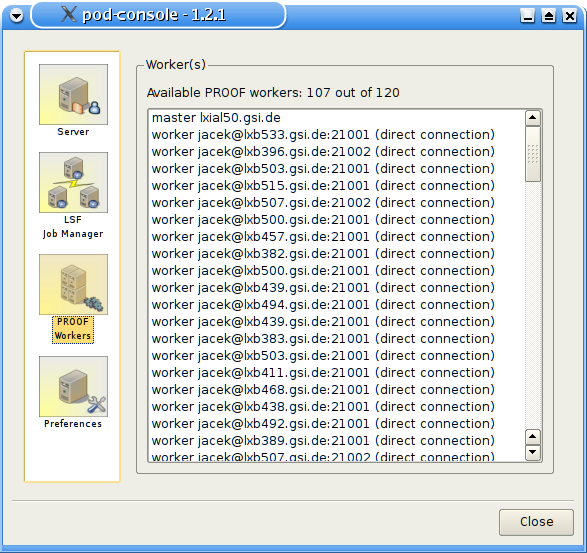 pod-console - 1.2.1
Server
LSF
Job Manager
PROOF
Workers
Preferences
Worker(s)
Available PROOF workers: 107 out of 120
master lxial50.gsi.de
worker jacek@lxb533.gsi.de:21001 (direct connection)
worker jacek@lxb396.gsi.de:21002 (direct connection)
worker jacek@lxb503.gsi.de:21001 (direct connection)
worker jacek@lxb515.gsi.de:21001 (direct connection)
worker jacek@lxb507.gsi.de:21002 (direct connection)
worker jacek@lxb500.gsi.de:21001 (direct connection)
worker jacek@lxb457.gsi.de:21001 (direct connection)
worker jacek@lxb382.gsi.de:21001 (direct connection)
worker jacek@lxb500.gsi.de:21001 (direct connection)
worker jacek@lxb439.gsi.de:21001 (direct connection)
worker jacek@lxb494.gsi.de:21001 (direct connection)
worker jacek@lxb439.gsi.de:21001 (direct connection)
worker jacek@lxb383.gsi.de:21001 (direct connection)
worker jacek@lxb503.gsi.de:21001 (direct connection)
worker jacek@lxb411.gsi.de:21001 (direct connection)
worker jacek@lxb468.gsi.de:21001 (direct connection)
worker jacek@lxb438.gsi.de:21001 (direct connection)
worker jacek@lxb492.gsi.de:21001 (direct connection)
worker jacek@lxb389.gsi.de:21001 (direct connection)
worker jacek@lxb507.gsi.de:21002 (direct connection)
Close